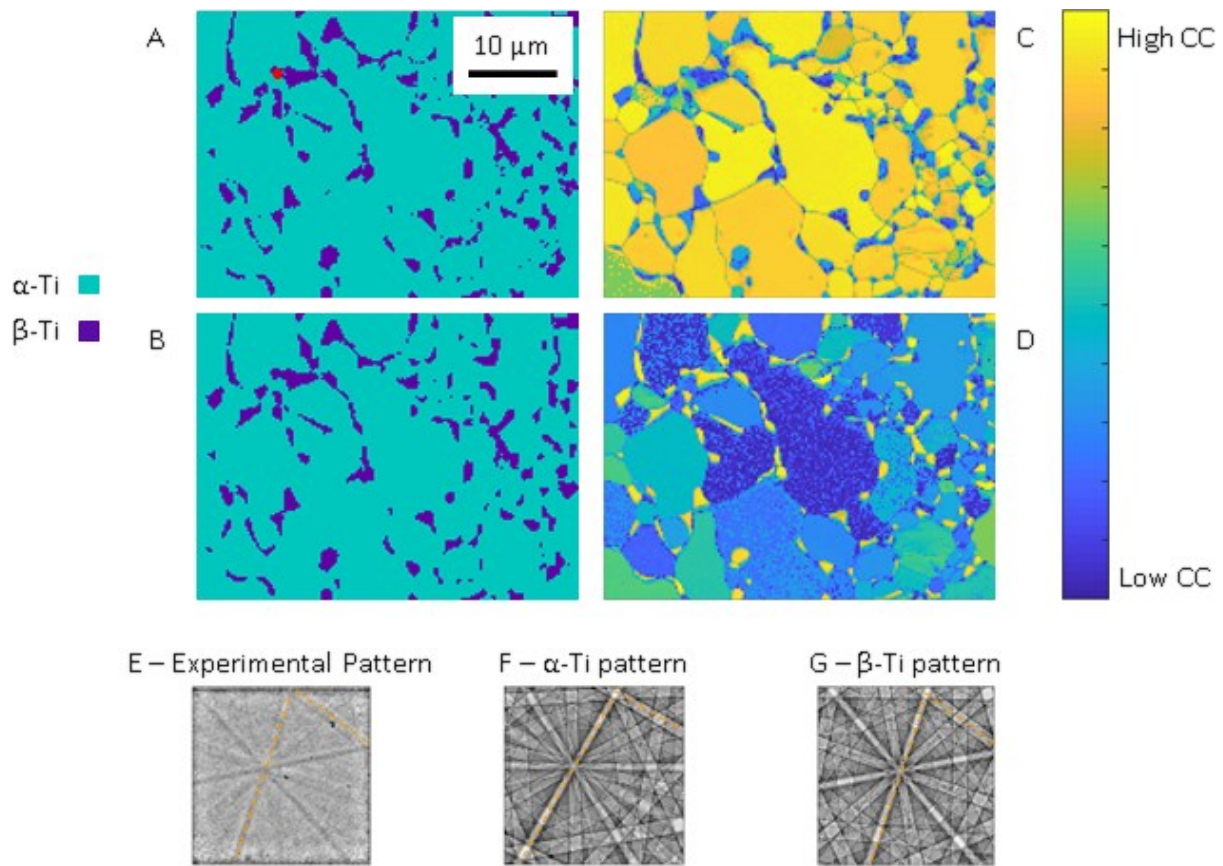 A
10 μm
C
High CC
α-Ti
β-Ti
B
D
Low CC
E – Experimental Pattern
F – α-Ti pattern
G – β-Ti pattern